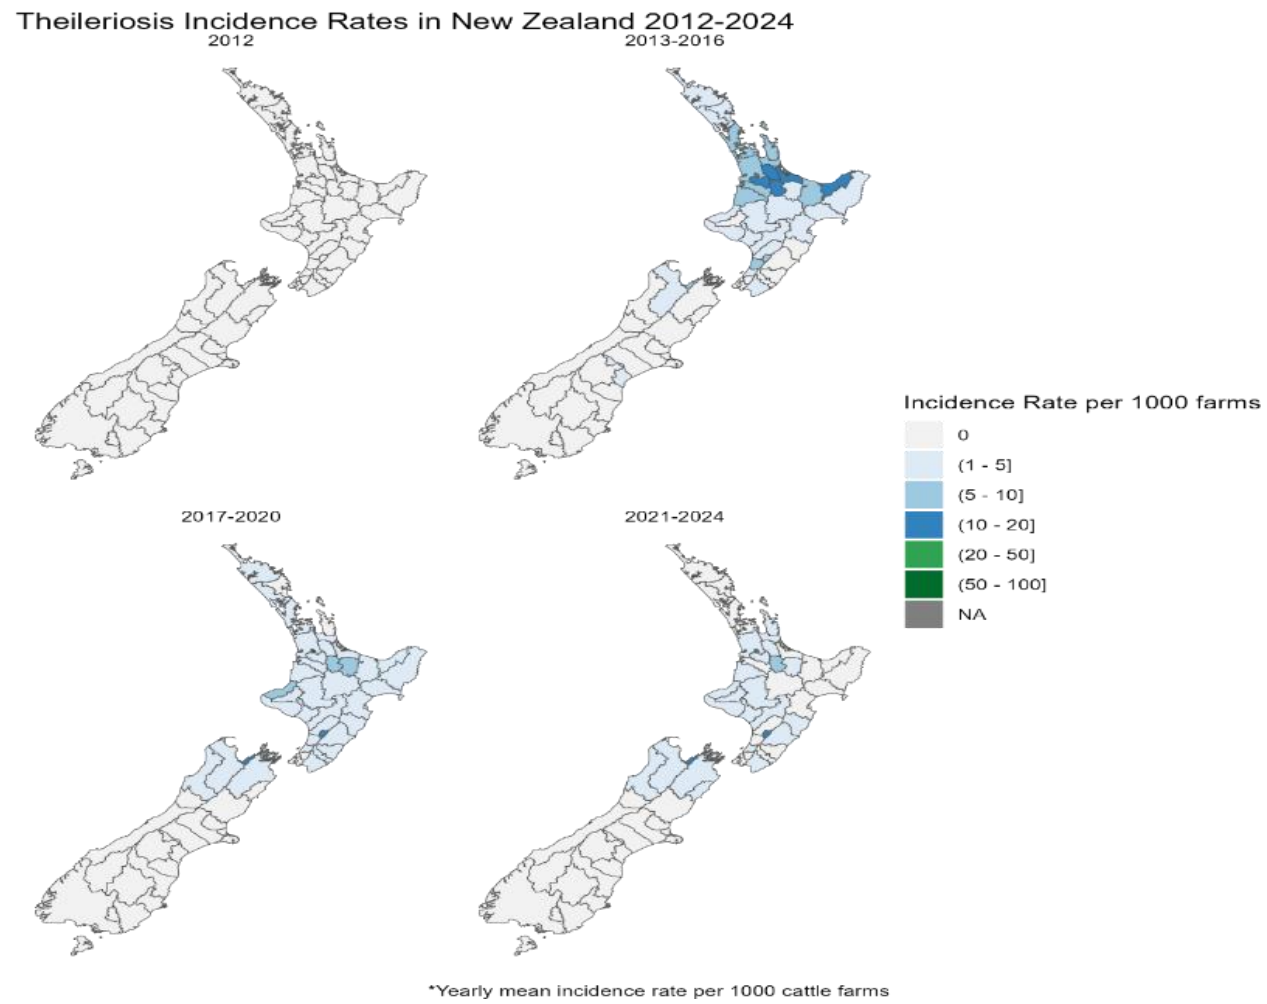 Theileriosis Incidence Rates in New Zealand 2012-2024
2012
2013-2016
Incidence Rate per 1000 farms
0
(1 - 5]
(5 - 10]
(10 - 20]
(20 - 50]
(50 - 100]
NA
2017-2020
2021-2024
*Yearly mean incidence rate per 1000 cattle farms